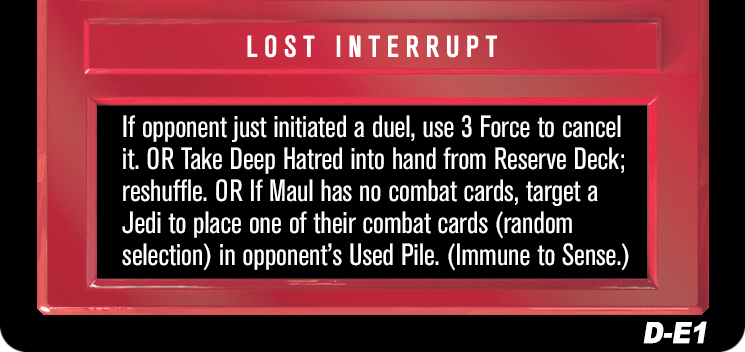 LOST INTERRUPT
If opponent just initiated a duel, use 3 Force to cancel
it. OR Take Deep Hatred into hand from Reserve Deck;
reshuffle. OR If Maul has no combat cards, target a
Jedi to place one of their combat cards (random
selection) in opponent’s Used Pile. (Immune to Sense.)
D-E1